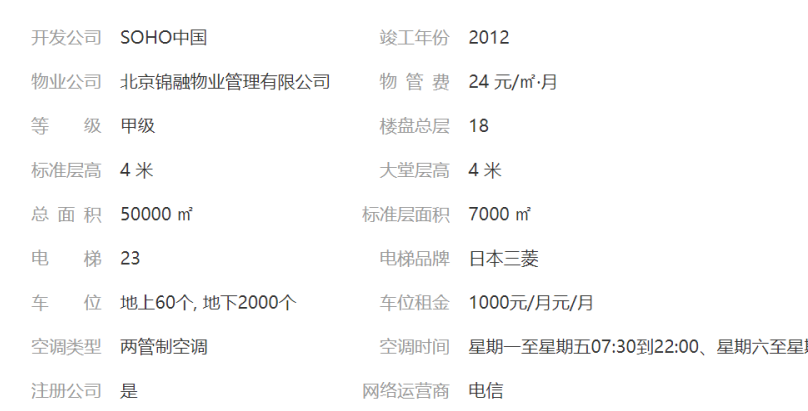 开发公司 SOHO中国 竣工年份 2012
物业公司 北京锦融物业管理有限公司 物管费 24 元/㎡·月
等级 甲级 楼盘总层 18
标准层高 4 米 大堂层高 4 米
总面积 50000 ㎡ 标准层面积 7000 ㎡
电梯 23 电梯品牌 日本三菱
车位 地上60个, 地下2000个 车位租金 1000元/月元/月
空调类型 两管制空调 空调时间 星期一至星期五07:30到22:00、星期六至星
注册公司 是 网络运营商 电信